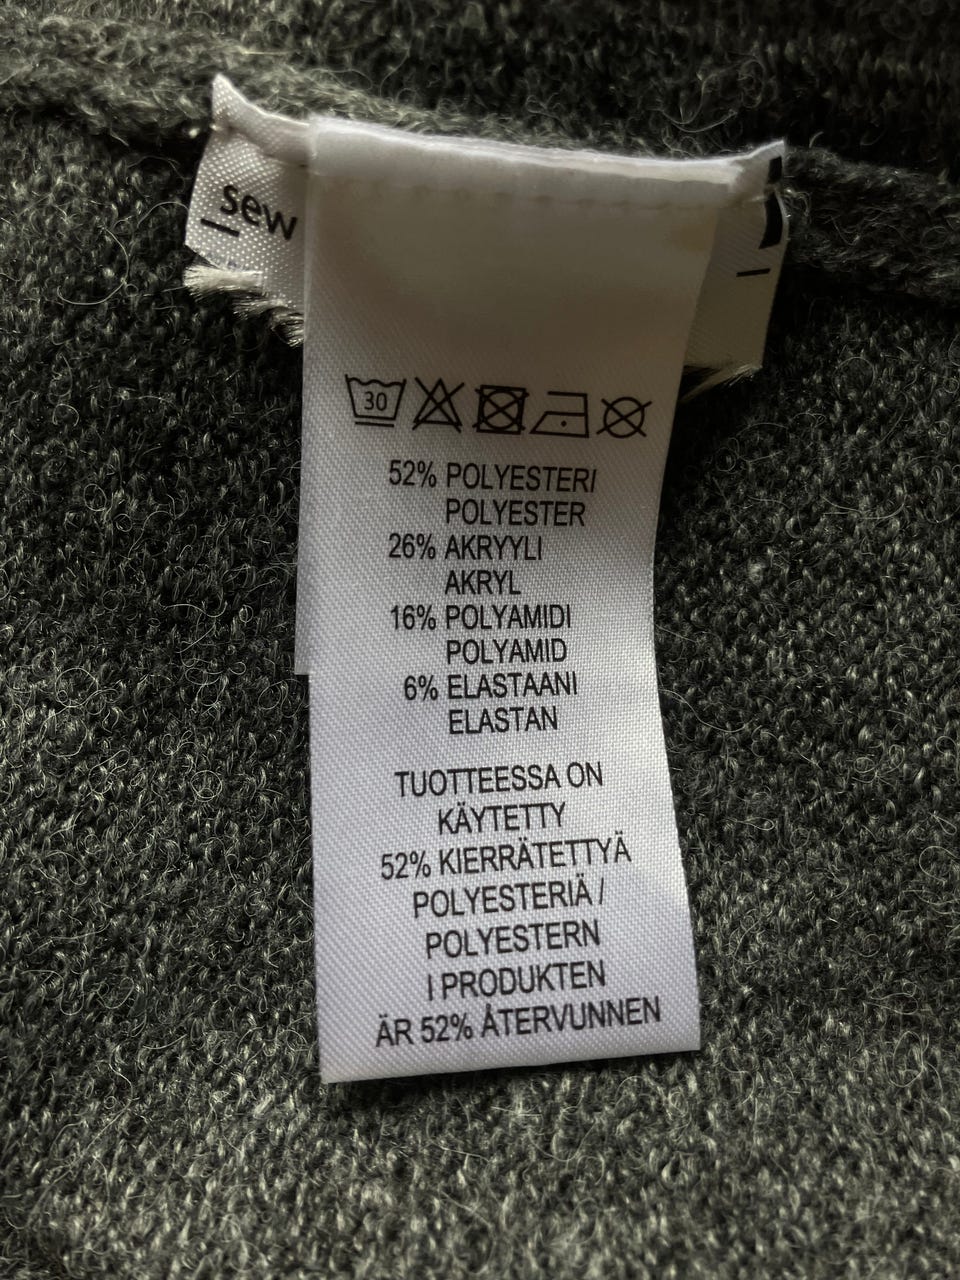 sew
30
52% POLYESTERI
POLYESTER
26% AKRYYLI
AKRYL
16% POLYAMIDI
POLYAMID
6% ELASTAANI
ELASTAN
TUOTTEESSA ON
KÄYTETTY
52% KIERRÄTETTYÄ
POLYESTERIÄ /
POLYESTERN
I PRODUKTEN
ÄR 52% ÅTERVUNNEN